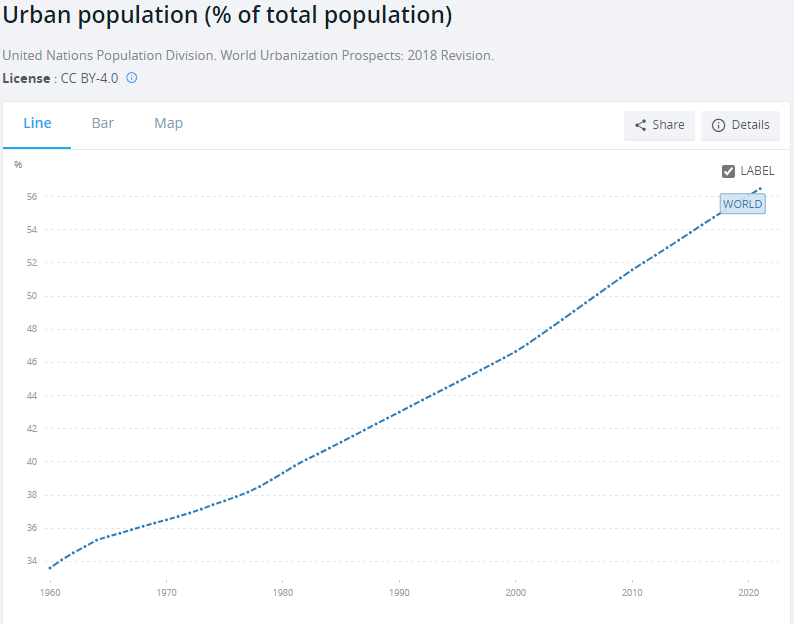 Urban population (% of total population)
United Nations Population Division. World Urbanization Prospects: 2018 Revision.
License : CC BY-4.0
Line Bar Map Share Details
%
LABEL
56
WORLD
54
52
50
48
46
44
42
40
38
36
34
1960 1970 1980 1990 2000 2010 2020